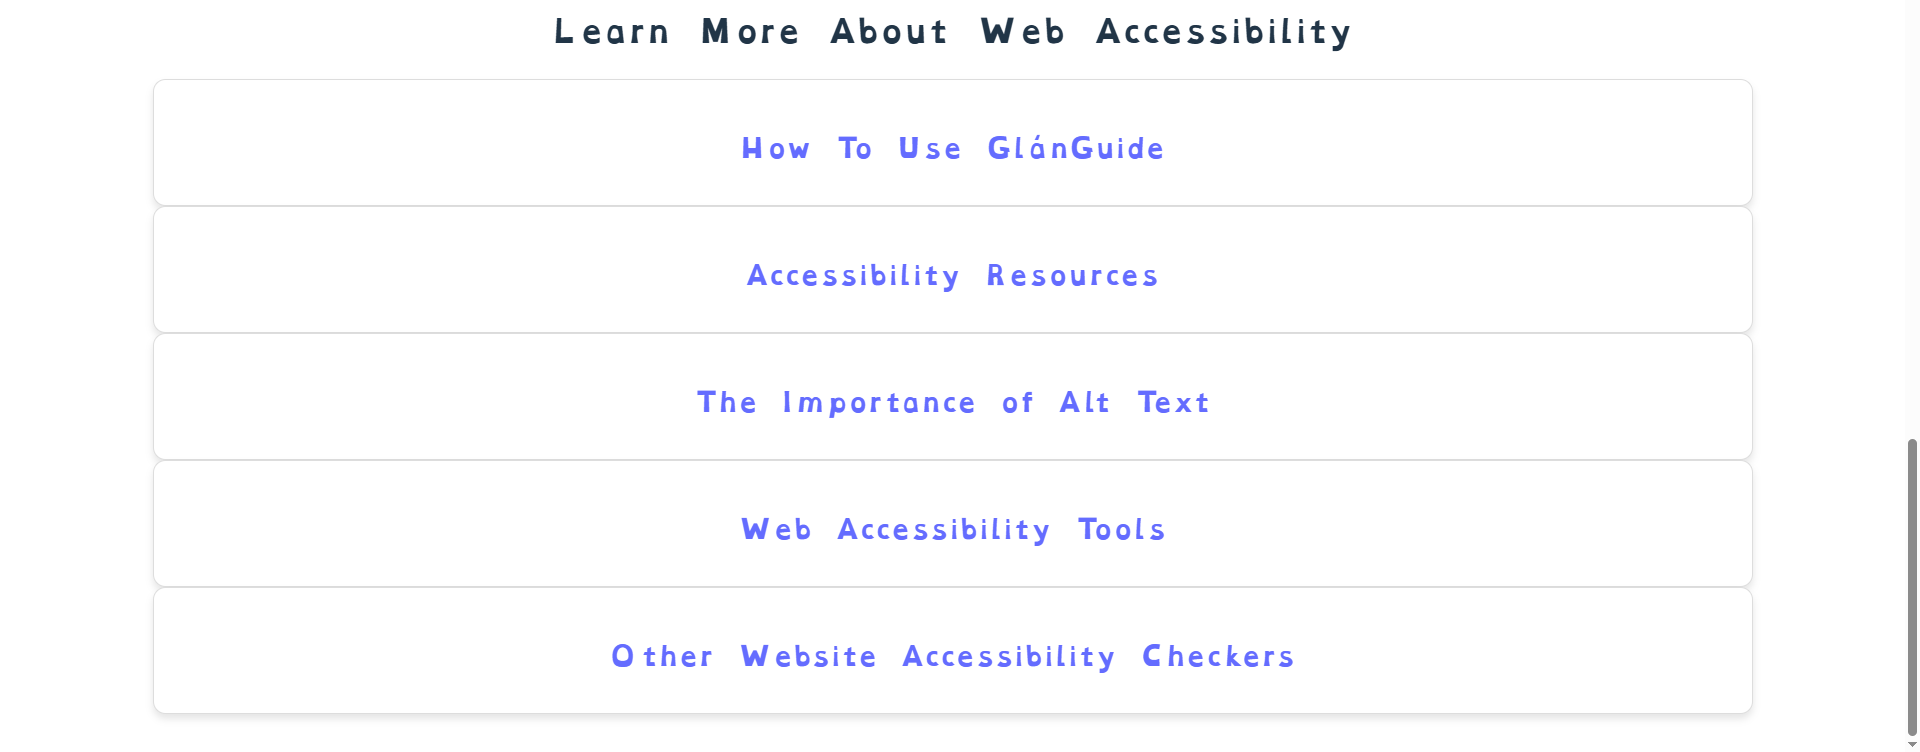 Learn More About Web Accessibility
How To Use GlánGuide
Accessibility Resources
The Importance of Alt Text
Web Accessibility Tools
Other Website Accessibility Checkers